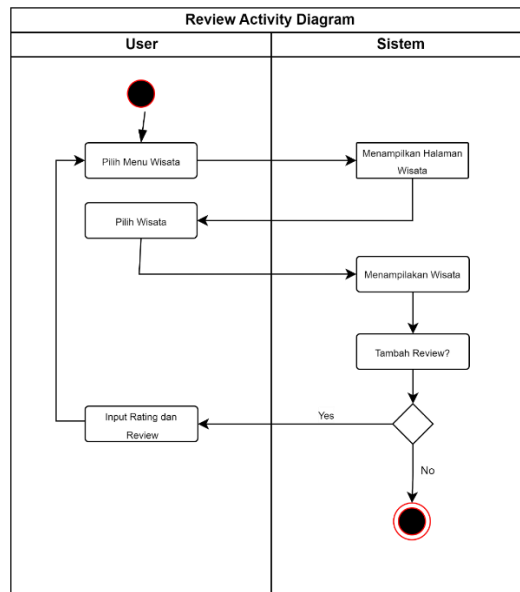 Review Activity Diagram
User
Sistem
Pilih Menu Wisata
Menampilkan Halaman
Wisata
Pilih Wisata
Menampilakan Wisata
Tambah Review?
Input Rating dan
Review
Yes
No